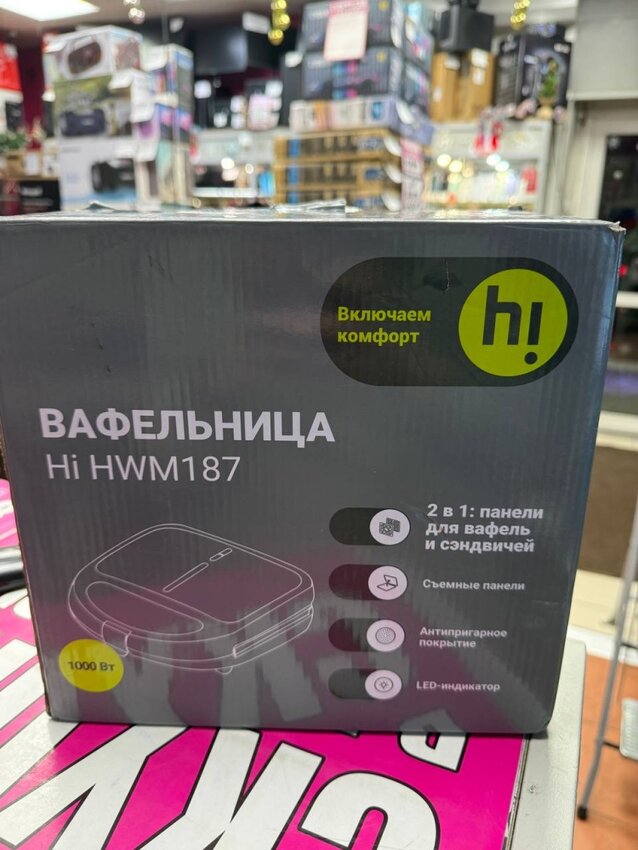 Включаем
комфорт
hi
ВАФЕЛЬНИЦА
Hi HWM187
2 в 1: панели
для вафель
и сэндвичей
Съемные панели
Антипригарное
покрытие
LED-индикатор
1000 Вт